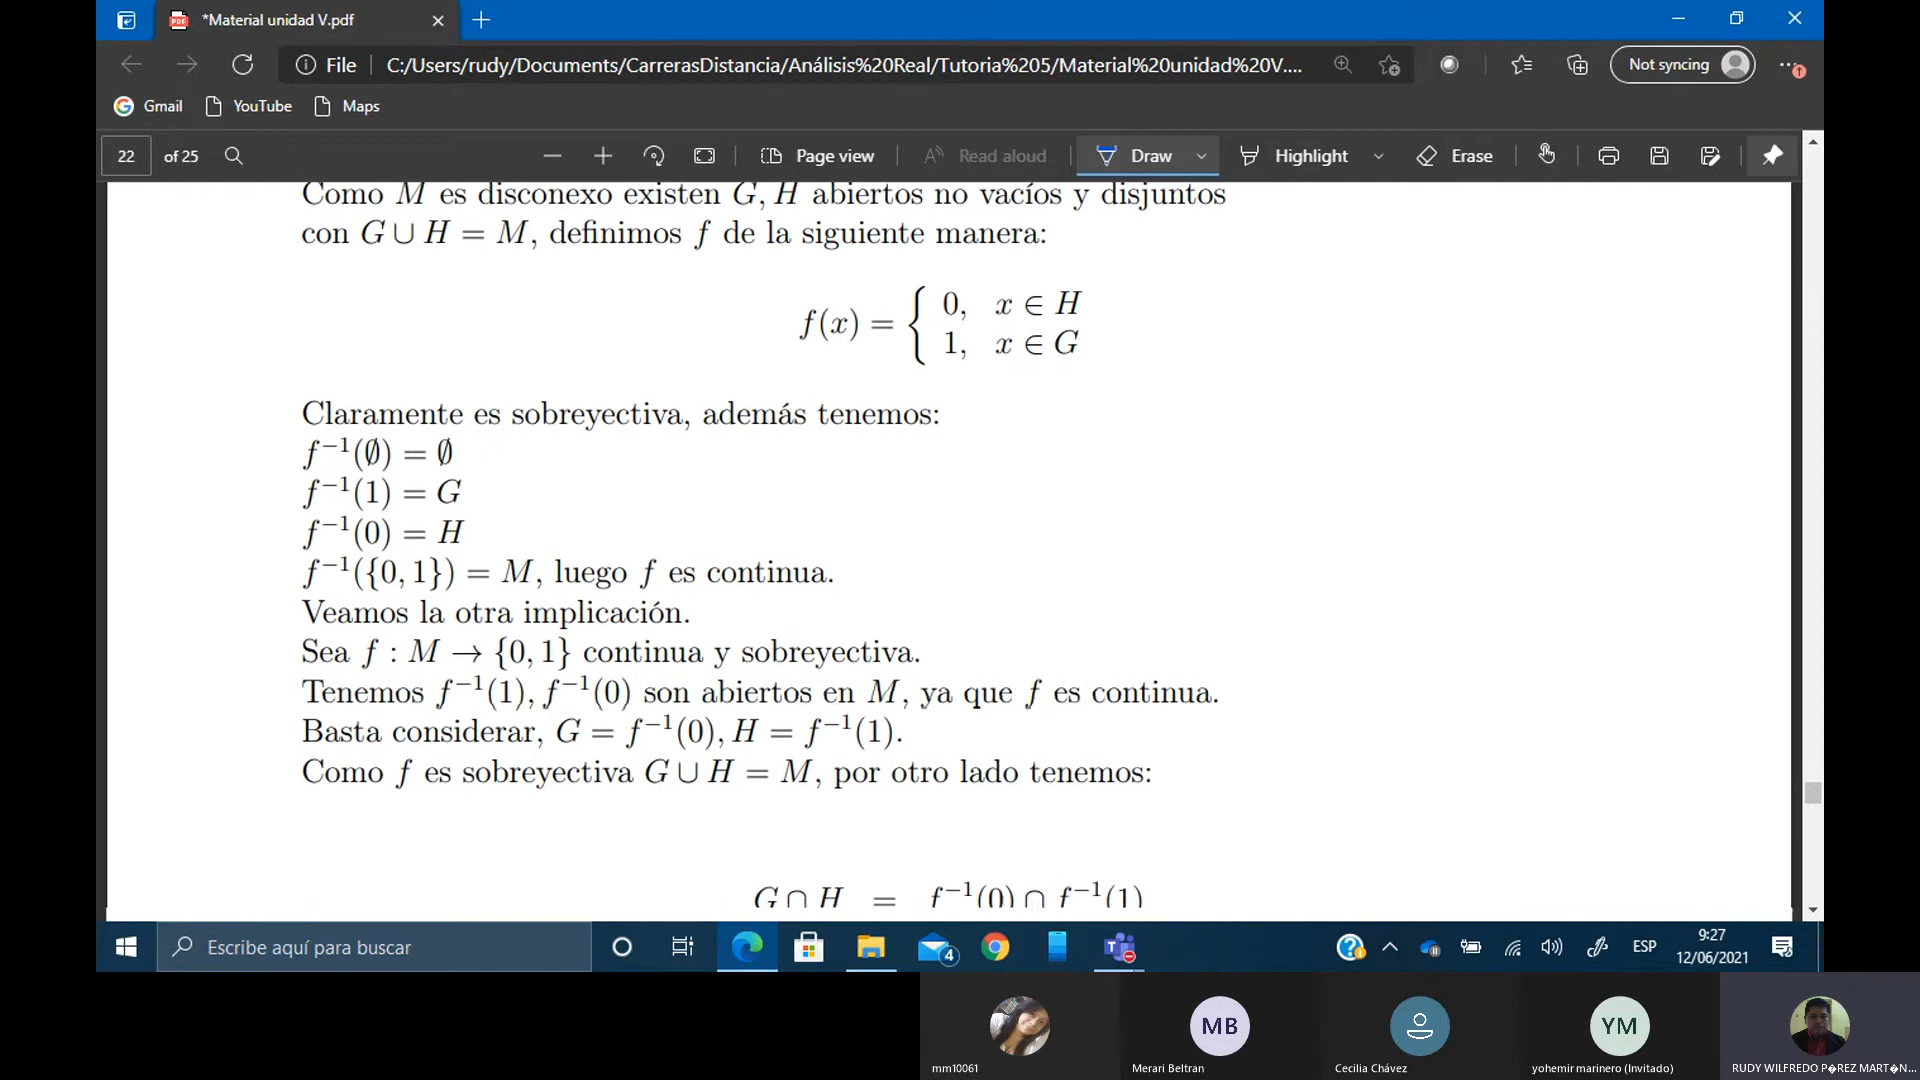 *Material unidad V.pdf
File C:/Users/rudy/Documents/CarrerasDistancia/Análisis%20Real/Tutoria%205/Material%20unidad%20V.... Not syncing
Gmail YouTube Maps
22 of 25 Page view Read aloud Draw Highlight Erase
Como M es disconexo existen G, H abiertos no vacíos y disjuntos
con G ∪ H = M, definimos f de la siguiente manera:
f(x) = { 0, x ∈ H
1, x ∈ G
Claramente es sobreyectiva, además tenemos:
f⁻¹(∅) = ∅
f⁻¹(1) = G
f⁻¹(0) = H
f⁻¹({0, 1}) = M, luego f es continua.
Veamos la otra implicación.
Sea f : M → {0, 1} continua y sobreyectiva.
Tenemos f⁻¹(1), f⁻¹(0) son abiertos en M, ya que f es continua.
Basta considerar, G = f⁻¹(0), H = f⁻¹(1).
Como f es sobreyectiva G ∪ H = M, por otro lado tenemos:
G ∩ H = f⁻¹(0) ∩ f⁻¹(1)
Escribe aquí para buscar 4 ESP 9:27
12/06/2021
MB YM
mm10061 Merari Beltran Cecilia Chávez yohemir marinero (Invitado) RUDY WILFREDO P�REZ MART�N...